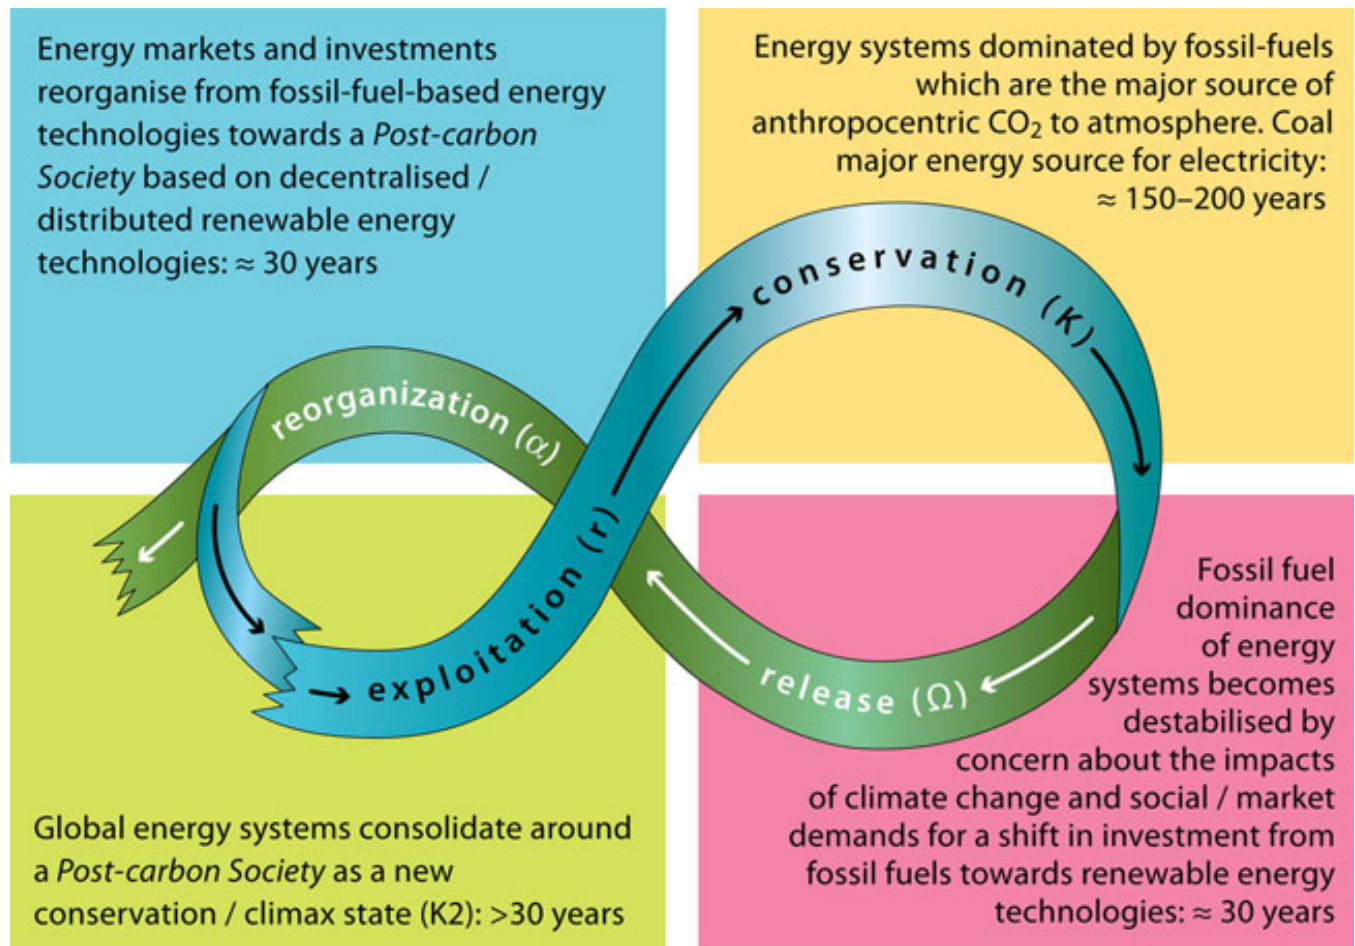 Energy markets and investments
reorganise from fossil-fuel-based energy
technologies towards a Post-carbon
Society based on decentralised /
distributed renewable energy
technologies: ≈ 30 years
Energy systems dominated by fossil-fuels
which are the major source of
anthropocentric CO₂ to atmosphere. Coal
major energy source for electricity:
≈ 150–200 years
conservation (K)
reorganization (α)
exploitation (r)
release (Ω)
Global energy systems consolidate around
a Post-carbon Society as a new
conservation / climax state (K2): >30 years
Fossil fuel
dominance
of energy
systems becomes
destabilised by
concern about the impacts
of climate change and social / market
demands for a shift in investment from
fossil fuels towards renewable energy
technologies: ≈ 30 years